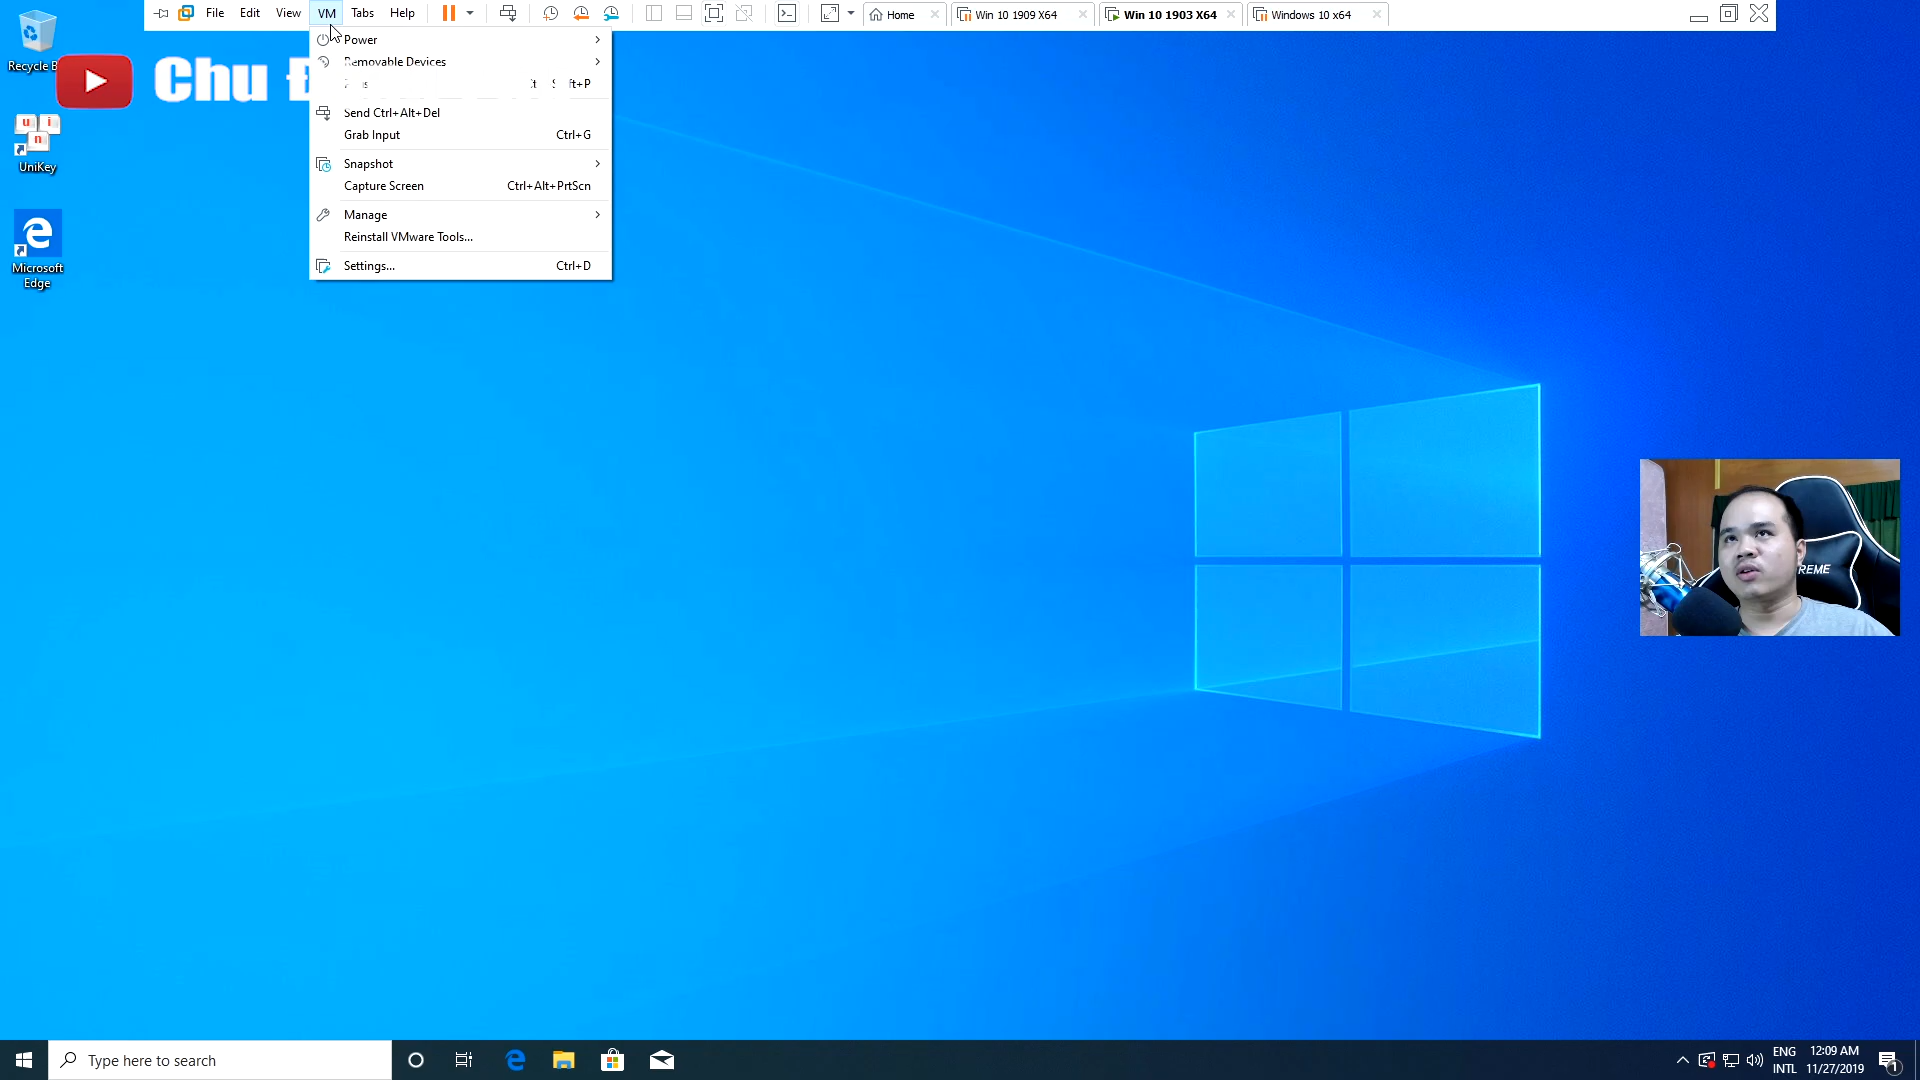 File Edit View VM Tabs Help
Home
Win 10 1909 X64
Win 10 1903 X64
Windows 10 x64
Power
Removable Devices
Send Ctrl+Alt+Del
Grab Input Ctrl+G
Snapshot
Capture Screen Ctrl+Alt+PrtScn
Manage
Reinstall VMware Tools...
Settings... Ctrl+D
Chu
UniKey
Microsoft
Edge
Type here to search
ENG
INTL
12:09 AM
11/27/2019
1